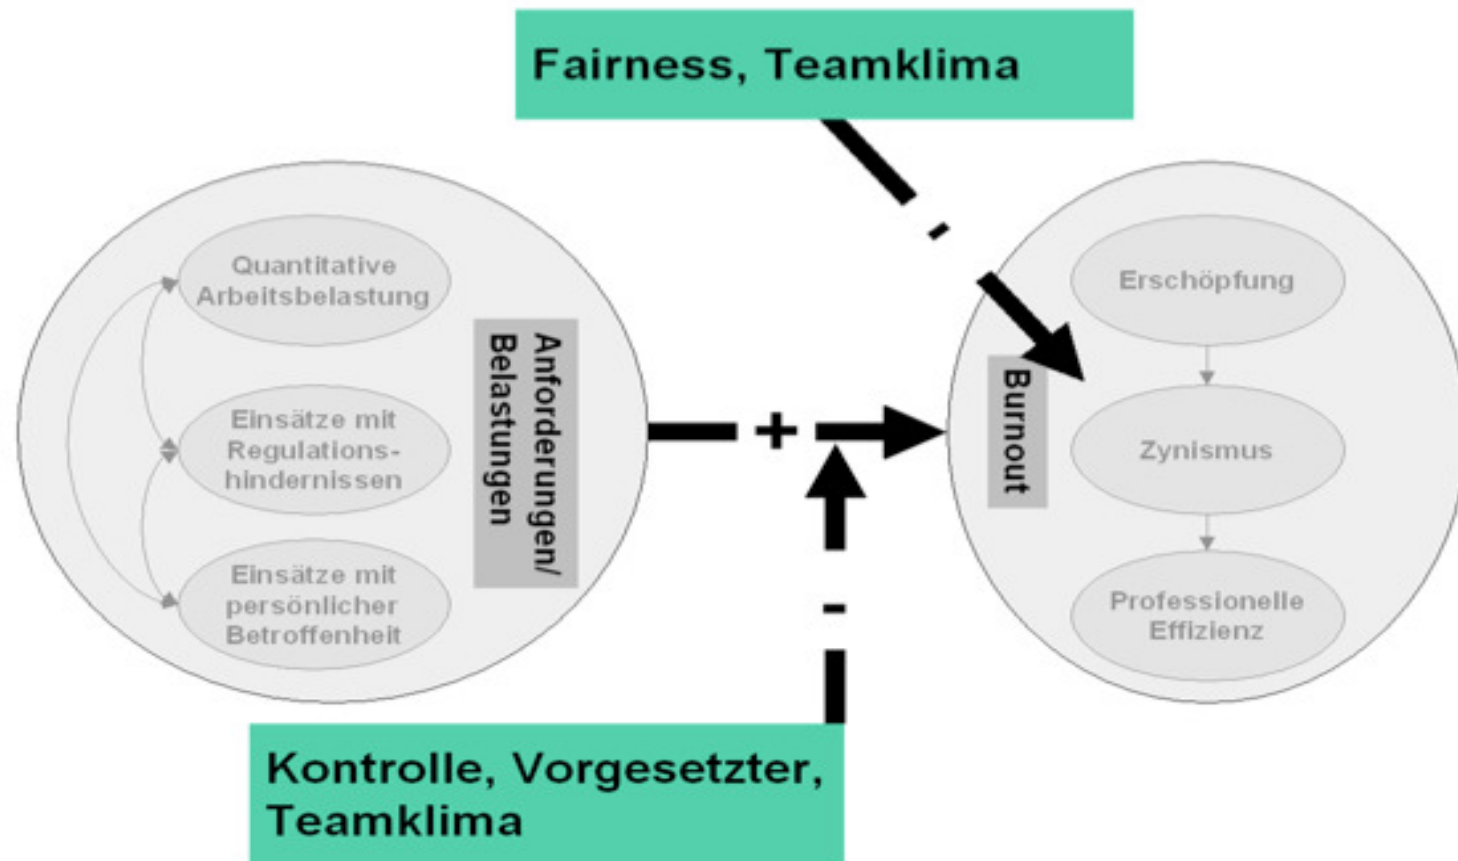 Fairness, Teamklima
Quantitative
Arbeitsbelastung
Einsätze mit
Regulations-
hindernissen
Einsätze mit
persönlicher
Betroffenheit
Anforderungen/
Belastungen
+
-
-
Burnout
Erschöpfung
Zynismus
Professionelle
Effizienz
Kontrolle, Vorgesetzter,
Teamklima